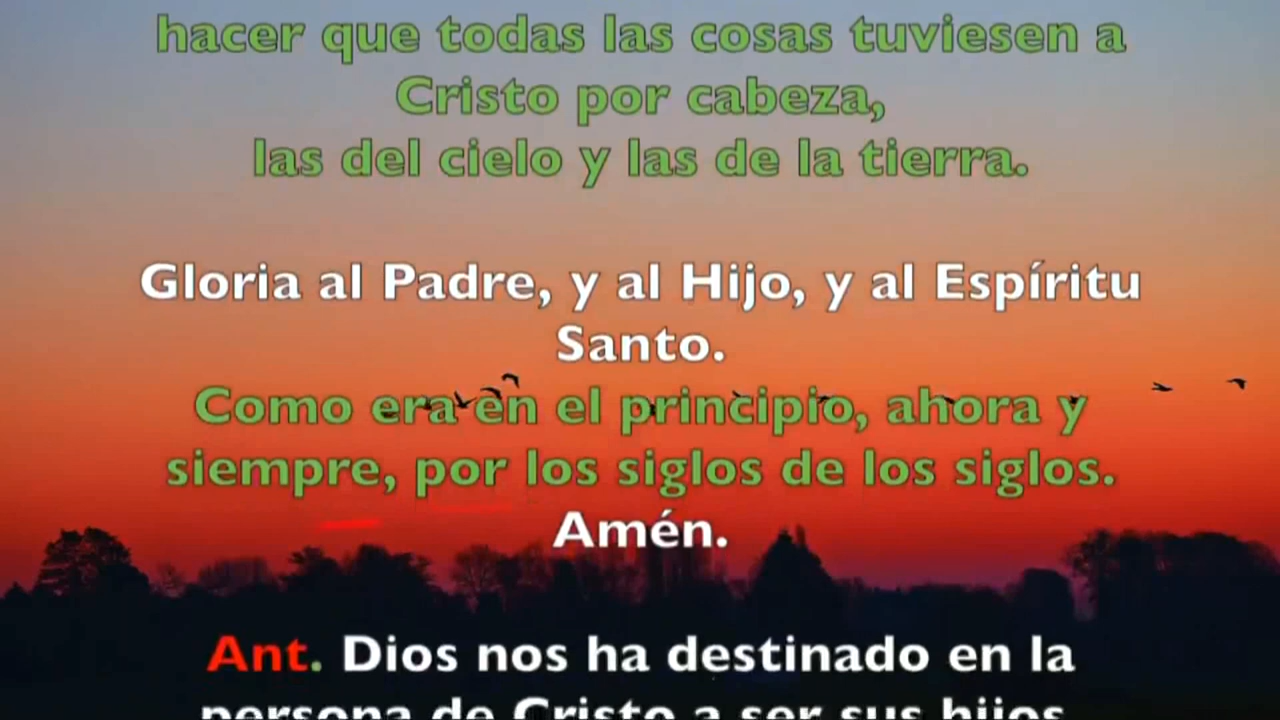 hacer que todas las cosas tuviesen a
Cristo por cabeza,
las del cielo y las de la tierra.
Gloria al Padre, y al Hijo, y al Espíritu
Santo.
Como era en el principio, ahora y
siempre, por los siglos de los siglos.
Amén.
Ant. Dios nos ha destinado en la
persona de Cristo a ser sus hijos